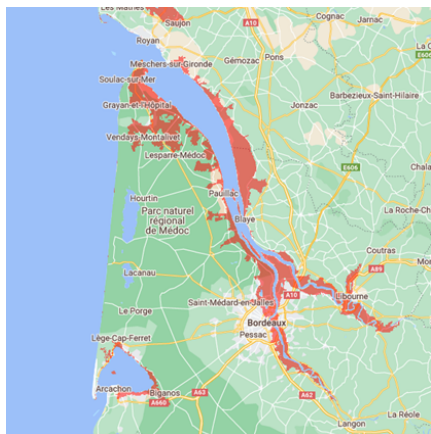 Les Mathes
Saujon
A10
Cognac
Jarnac
Royan
Meschers-sur-Gironde
Gémozac
Pons
E606
Soulac-sur-Mer
Barbezieux-Saint-Hilaire
Grayan-et-l'Hôpital
Jonzac
Vendays-Montalivet
Lesparre-Médoc
E606
Pauillac
Hourtin
Parc naturel
régional
de Médoc
Blaye
La Roche-Ch
Coutras
Lacanau
A89
Saint-Médard-en-Jalles
A10
Libourne
Le Porge
Bordeaux
Pessac
Lège-Cap-Ferret
Arcachon
Biganos
A63
A62
A660
La Réole
Langon